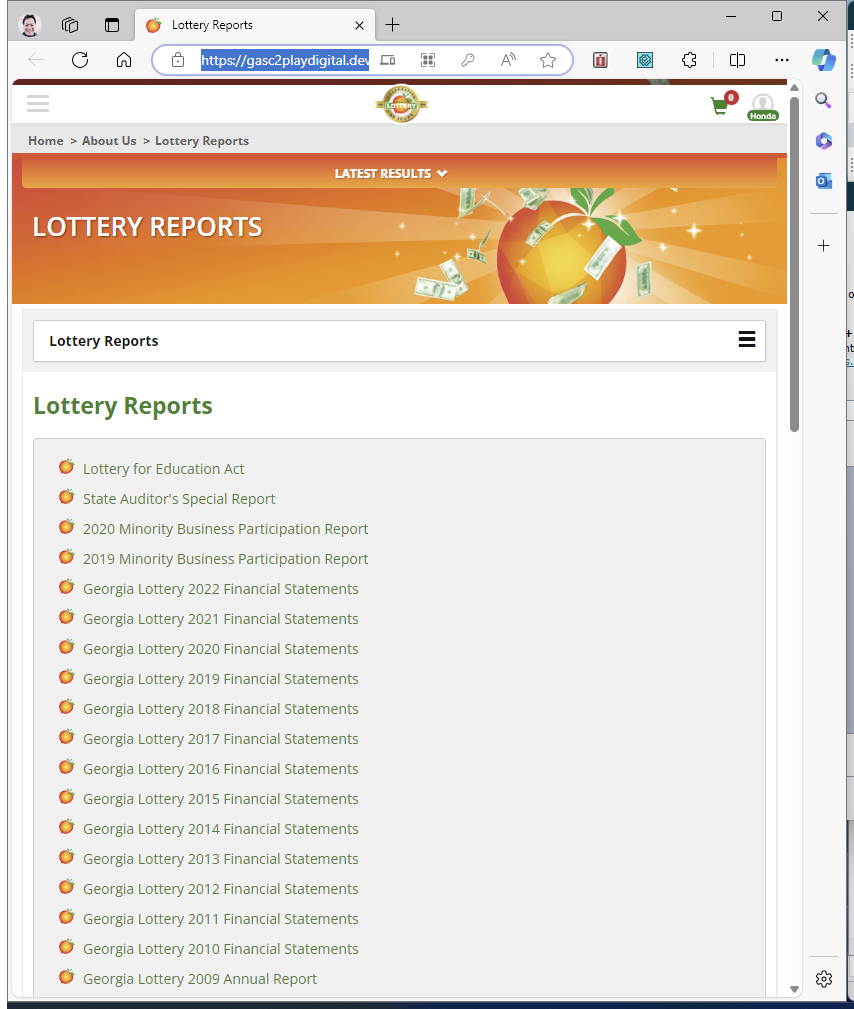 Lottery Reports
https://gasc2playdigital.dev
LOTTERY
0
Honda
Home > About Us > Lottery Reports
LATEST RESULTS
LOTTERY REPORTS
Lottery Reports
Lottery Reports
Lottery for Education Act
State Auditor's Special Report
2020 Minority Business Participation Report
2019 Minority Business Participation Report
Georgia Lottery 2022 Financial Statements
Georgia Lottery 2021 Financial Statements
Georgia Lottery 2020 Financial Statements
Georgia Lottery 2019 Financial Statements
Georgia Lottery 2018 Financial Statements
Georgia Lottery 2017 Financial Statements
Georgia Lottery 2016 Financial Statements
Georgia Lottery 2015 Financial Statements
Georgia Lottery 2014 Financial Statements
Georgia Lottery 2013 Financial Statements
Georgia Lottery 2012 Financial Statements
Georgia Lottery 2011 Financial Statements
Georgia Lottery 2010 Financial Statements
Georgia Lottery 2009 Annual Report